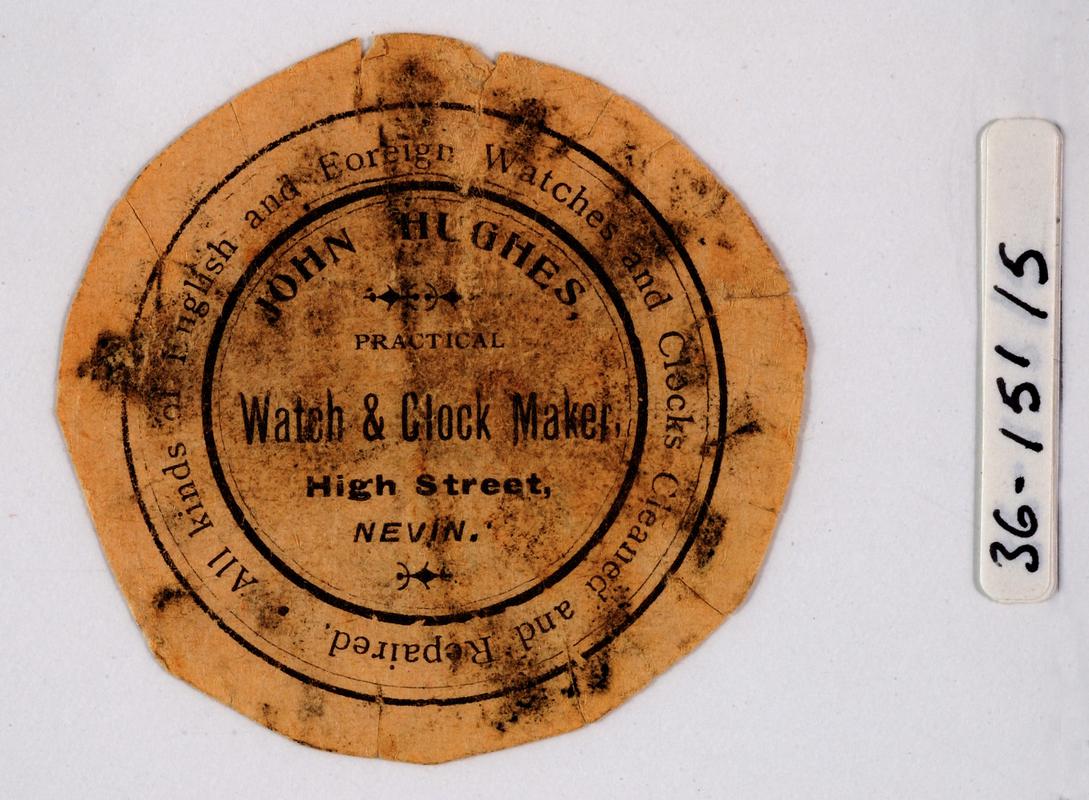 All kinds of English and Foreign Watches and Clocks Cleaned and Repaired.
JOHN HUGHES,
PRACTICAL
Watch & Clock Maker,
High Street,
NEVIN.
36-151/5